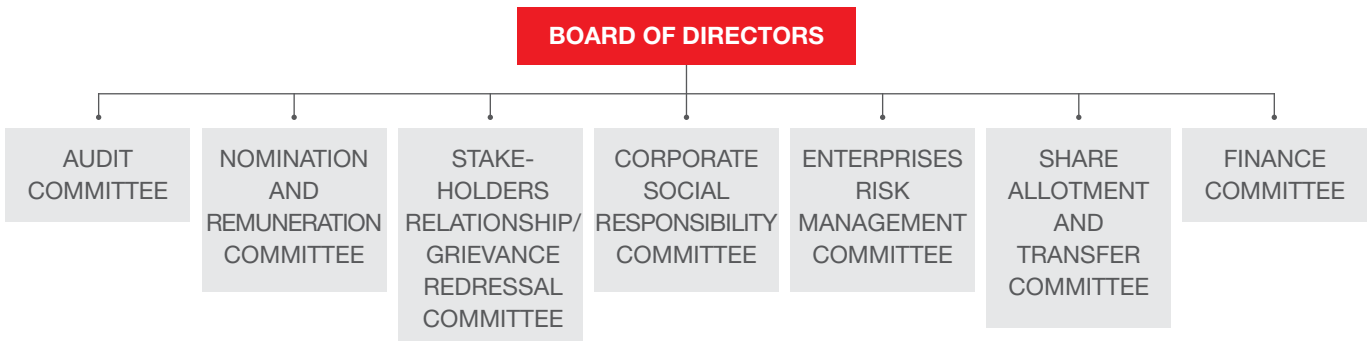 BOARD OF DIRECTORS
AUDIT
COMMITTEE
NOMINATION
AND
REMUNERATION
COMMITTEE
STAKE-
HOLDERS
RELATIONSHIP/
GRIEVANCE
REDRESSAL
COMMITTEE
CORPORATE
SOCIAL
RESPONSIBILITY
COMMITTEE
ENTERPRISES
RISK
MANAGEMENT
COMMITTEE
SHARE
ALLOTMENT
AND
TRANSFER
COMMITTEE
FINANCE
COMMITTEE